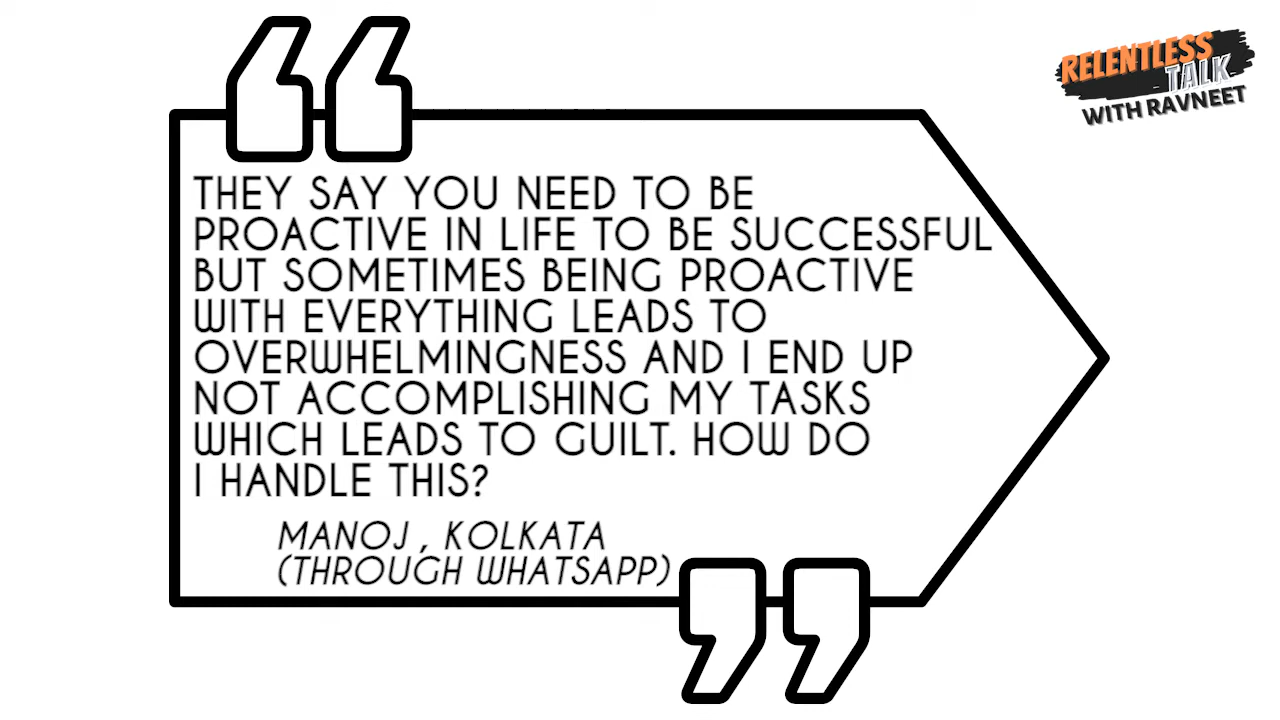 RELENTLESS
TALK
WITH RAVNEET
THEY SAY YOU NEED TO BE
PROACTIVE IN LIFE TO BE SUCCESSFUL
BUT SOMETIMES BEING PROACTIVE
WITH EVERYTHING LEADS TO
OVERWHELMINGNESS AND I END UP
NOT ACCOMPLISHING MY TASKS
WHICH LEADS TO GUILT. HOW DO
I HANDLE THIS?
MANOJ , KOLKATA
(THROUGH WHATSAPP)